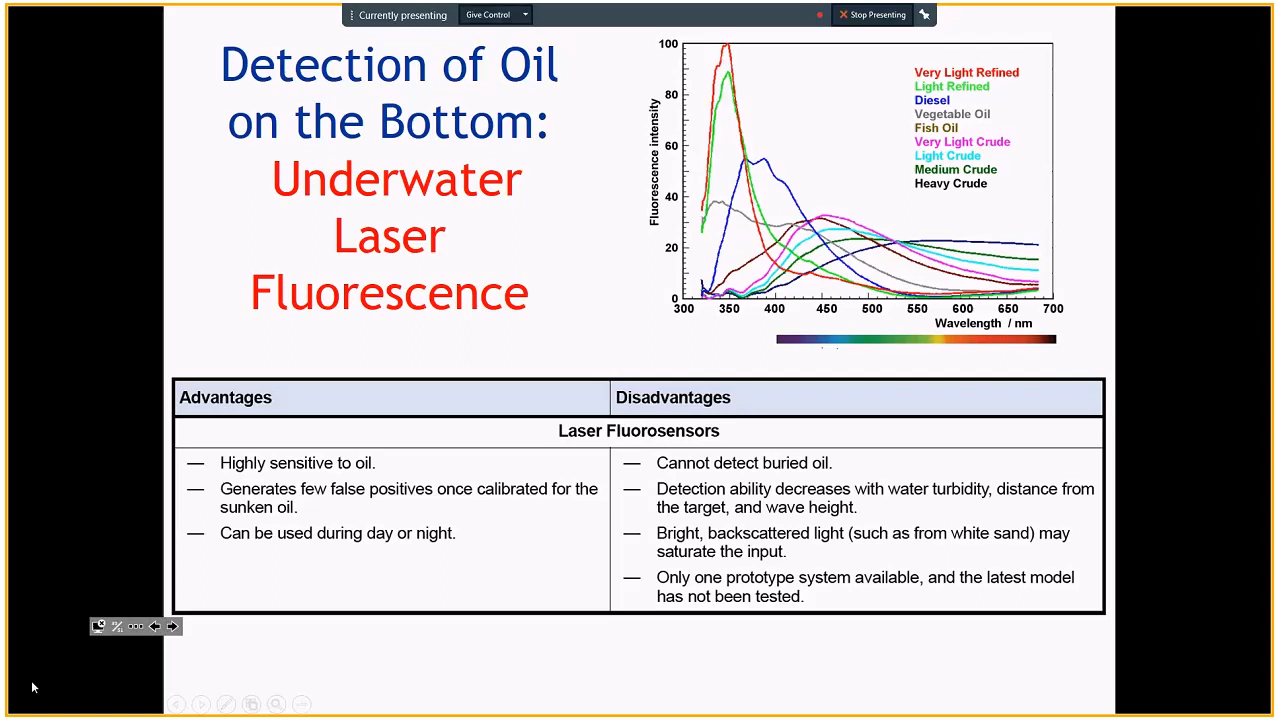 Currently presenting
Give Control
Stop Presenting
Detection of Oil
on the Bottom:
Underwater
Laser
Fluorescence
Fluorescence intensity
100
80
60
40
20
0
300 350 400 450 500 550 600 650 700
Wavelength / nm
Very Light Refined
Light Refined
Diesel
Vegetable Oil
Fish Oil
Very Light Crude
Light Crude
Medium Crude
Heavy Crude
Advantages
Disadvantages
Laser Fluorosensors
— Highly sensitive to oil.
— Generates few false positives once calibrated for the
sunken oil.
— Can be used during day or night.
— Cannot detect buried oil.
— Detection ability decreases with water turbidity, distance from
the target, and wave height.
— Bright, backscattered light (such as from white sand) may
saturate the input.
— Only one prototype system available, and the latest model
has not been tested.